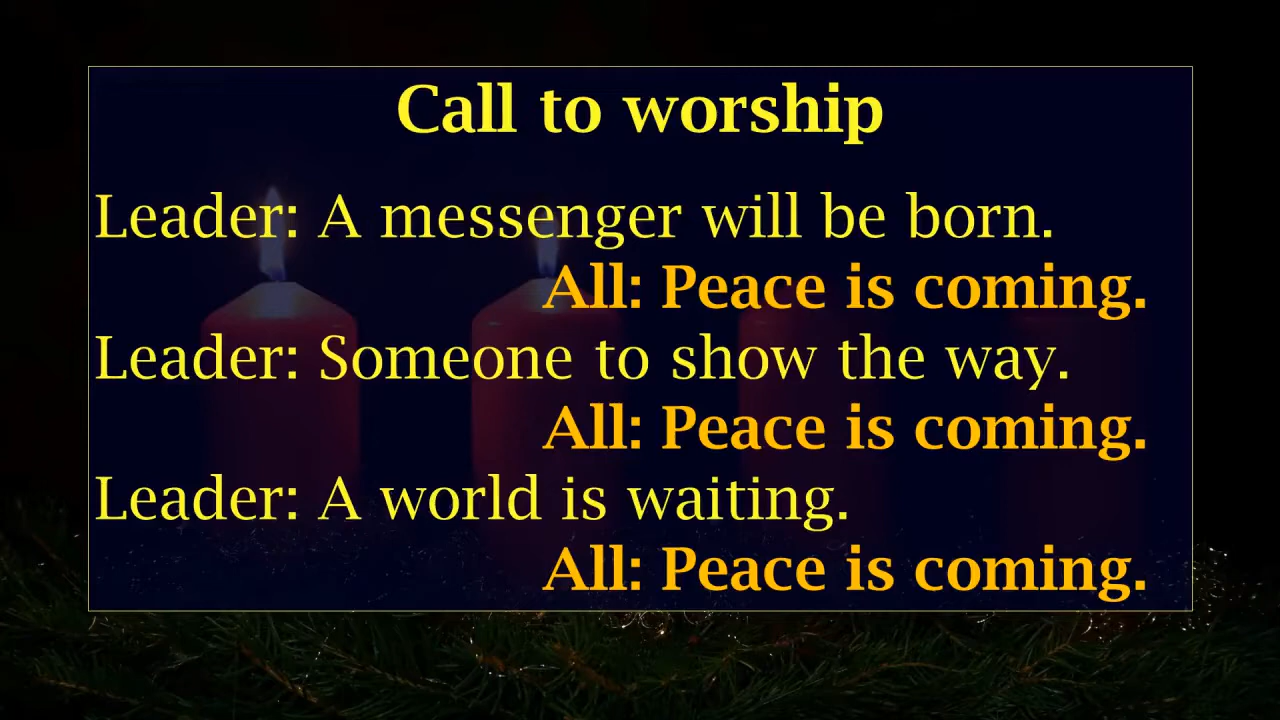 Call to worship
Leader: A messenger will be born.
All: Peace is coming.
Leader: Someone to show the way.
All: Peace is coming.
Leader: A world is waiting.
All: Peace is coming.